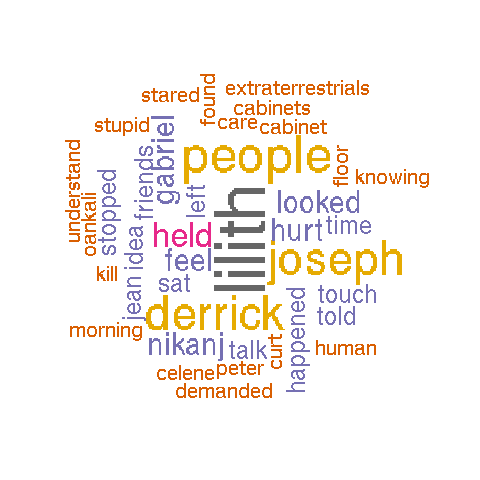 found
stared
extraterrestrials
cabinets
stupid
care
cabinet
gabriel
people
understand
friends
floor
knowing
oankali
stopped
left
lilith
looked
held
hurt
time
idea
feel
joseph
kill
sat
jean
derrick
happened
touch
told
morning
nikanj
talk
curt
human
celene
peter
demanded